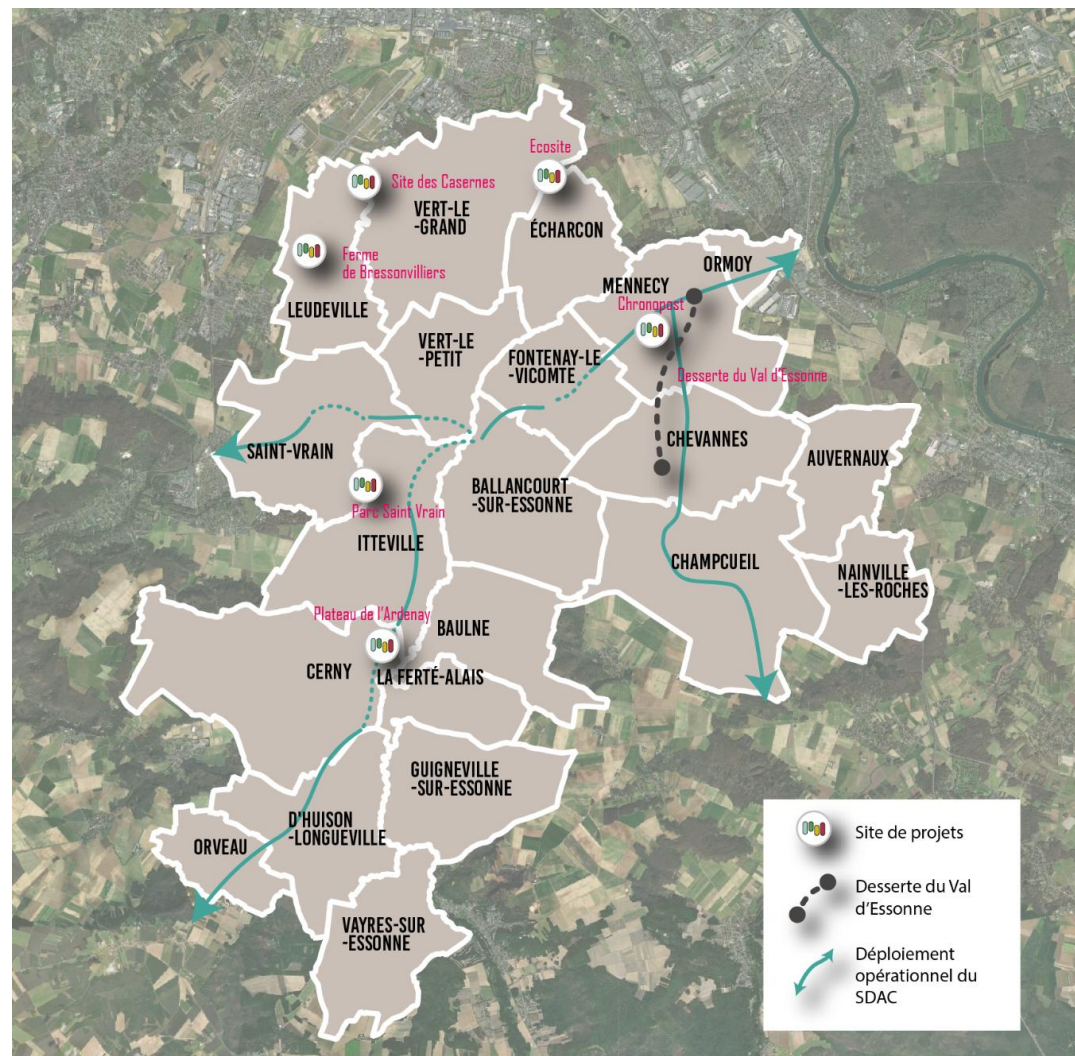 Ecosite
Site des Casernes
VERT-LE
-GRAND
ÉCHARCON
Ferme
de Bressonvilliers
ORMOY
MENNECY
LEUDEVILLE
Chronopost
VERT-LE
-PETIT
FONTENAY-LE
-VICOMTE
Desserte du Val d'Essonne
CHEVANNES
SAINT-VRAIN
AUVERNAUX
BALLANCOURT
-SUR-ESSONNE
Parc Saint Vrain
ITTEVILLE
CHAMPCUEIL
NAINVILLE
-LES-ROCHES
Plateau de l'Ardenay
BAULNE
CERNY
LA FERTÉ-ALAIS
GUIGNEVILLE
-SUR-ESSONNE
D'HUISON
-LONGUEVILLE
ORVEAU
VAYRES-SUR
-ESSONNE
Site de projets
Desserte du Val
d'Essonne
Déploiement
opérationnel du
SDAC